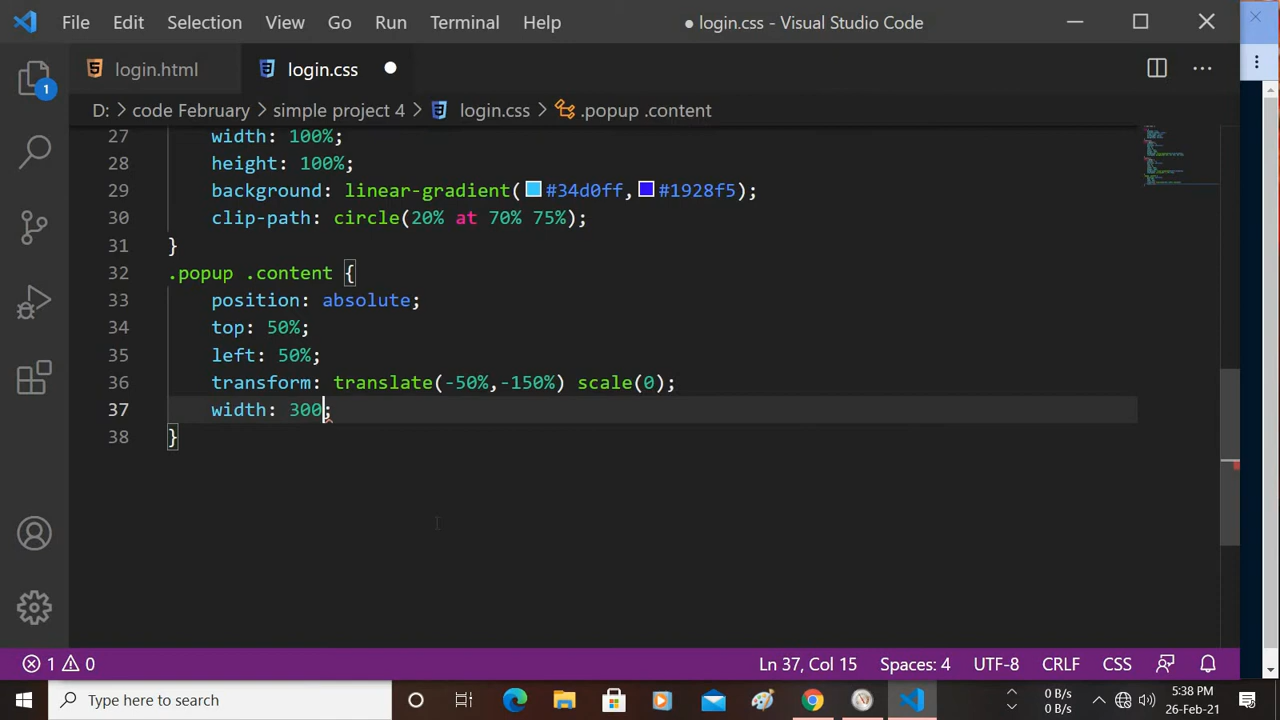 File Edit Selection View Go Run Terminal Help ● login.css - Visual Studio Code
login.html login.css
1
D: > code February > simple project 4 > login.css > .popup .content
27 width: 100%;
28 height: 100%;
29 background: linear-gradient(#34d0ff,#1928f5);
30 clip-path: circle(20% at 70% 75%);
31 }
32 .popup .content {
33 position: absolute;
34 top: 50%;
35 left: 50%;
36 transform: translate(-50%,-150%) scale(0);
37 width: 300;
38 }
1 0 Ln 37, Col 15 Spaces: 4 UTF-8 CRLF CSS
Type here to search
0 B/s
0 B/s
5:38 PM
26-Feb-21